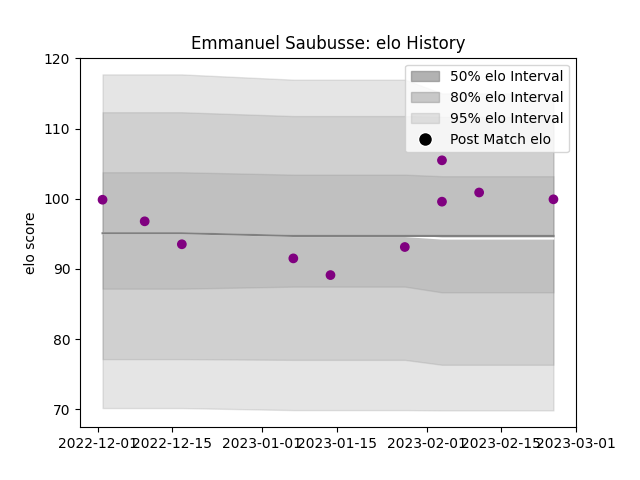 Emmanuel Saubusse: elo History
120
110
100
90
80
70
elo score
50% elo Interval
80% elo Interval
95% elo Interval
Post Match elo
2022-12-01
2022-12-15
2023-01-01
2023-01-15
2023-02-01
2023-02-15
2023-03-01